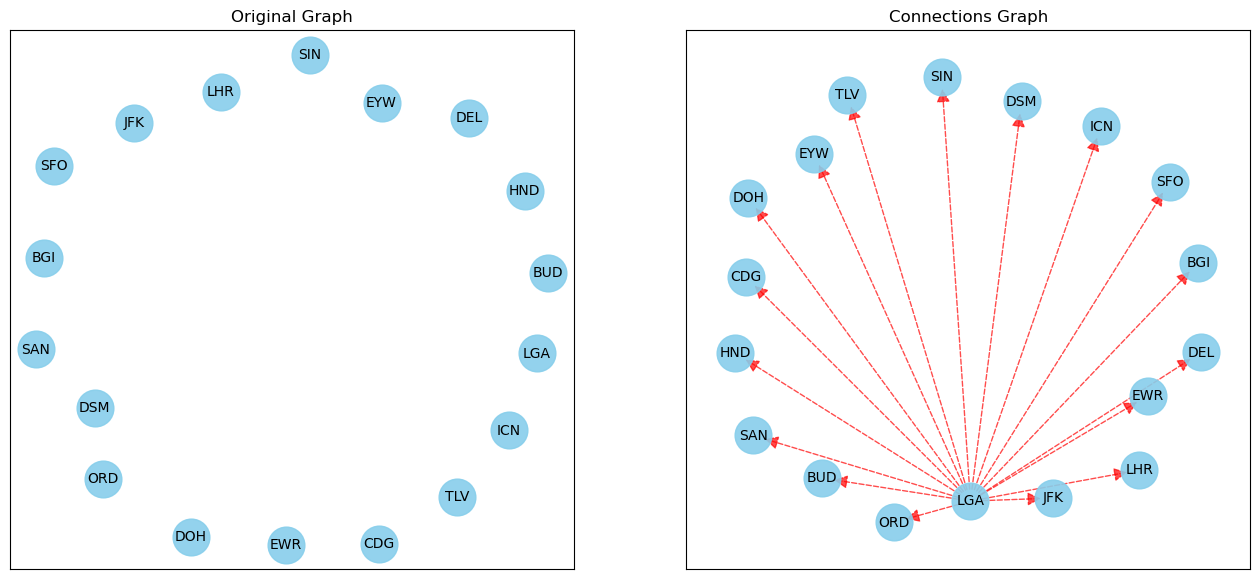 Original Graph
SIN
LHR
EYW
DEL
JFK
SFO
HND
BGI
BUD
SAN
LGA
DSM
ICN
ORD
TLV
DOH
EWR
CDG
Connections Graph
SIN
TLV
DSM
ICN
EYW
SFO
DOH
BGI
CDG
DEL
HND
EWR
SAN
LHR
BUD
JFK
LGA
ORD